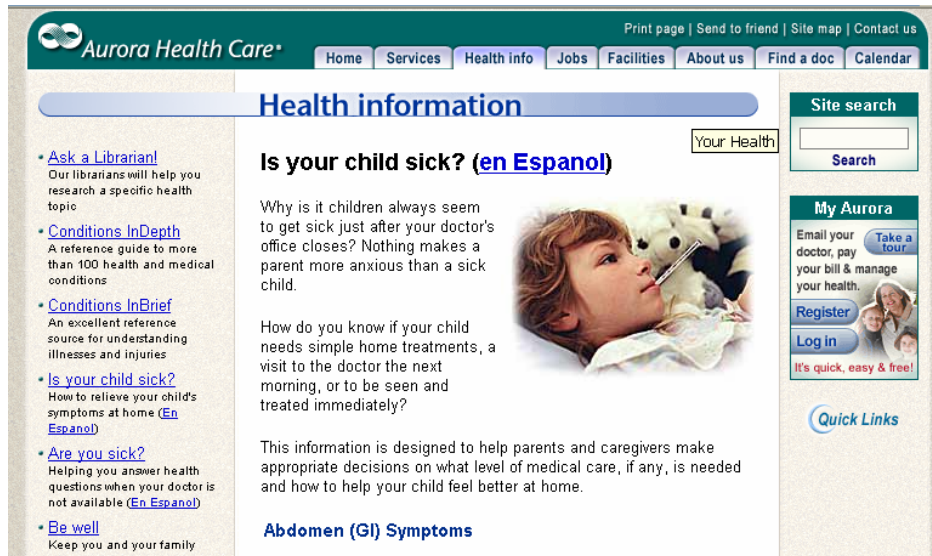 Print page | Send to friend | Site map | Contact us
Aurora Health Care
Home Services Health info Jobs Facilities About us Find a doc Calendar
Health information
Ask a Librarian!
Our librarians will help you
research a specific health
topic
Conditions InDepth
A reference guide to more
than 100 health and medical
conditions
Conditions InBrief
An excellent reference
source for understanding
illnesses and injuries
Is your child sick?
How to relieve your child's
symptoms at home (En
Espanol)
Are you sick?
Helping you answer health
questions when your doctor is
not available (En Espanol)
Be well
Keep you and your family
Your Health
Is your child sick? (en Espanol)
Why is it children always seem
to get sick just after your doctor's
office closes? Nothing makes a
parent more anxious than a sick
child.
How do you know if your child
needs simple home treatments, a
visit to the doctor the next
morning, or to be seen and
treated immediately?
This information is designed to help parents and caregivers make
appropriate decisions on what level of medical care, if any, is needed
and how to help your child feel better at home.
Abdomen (GI) Symptoms
Site search
Search
My Aurora
Email your
doctor, pay
your bill & manage
your health.
Take a
tour
Register
Log in
It's quick, easy & free!
Quick Links